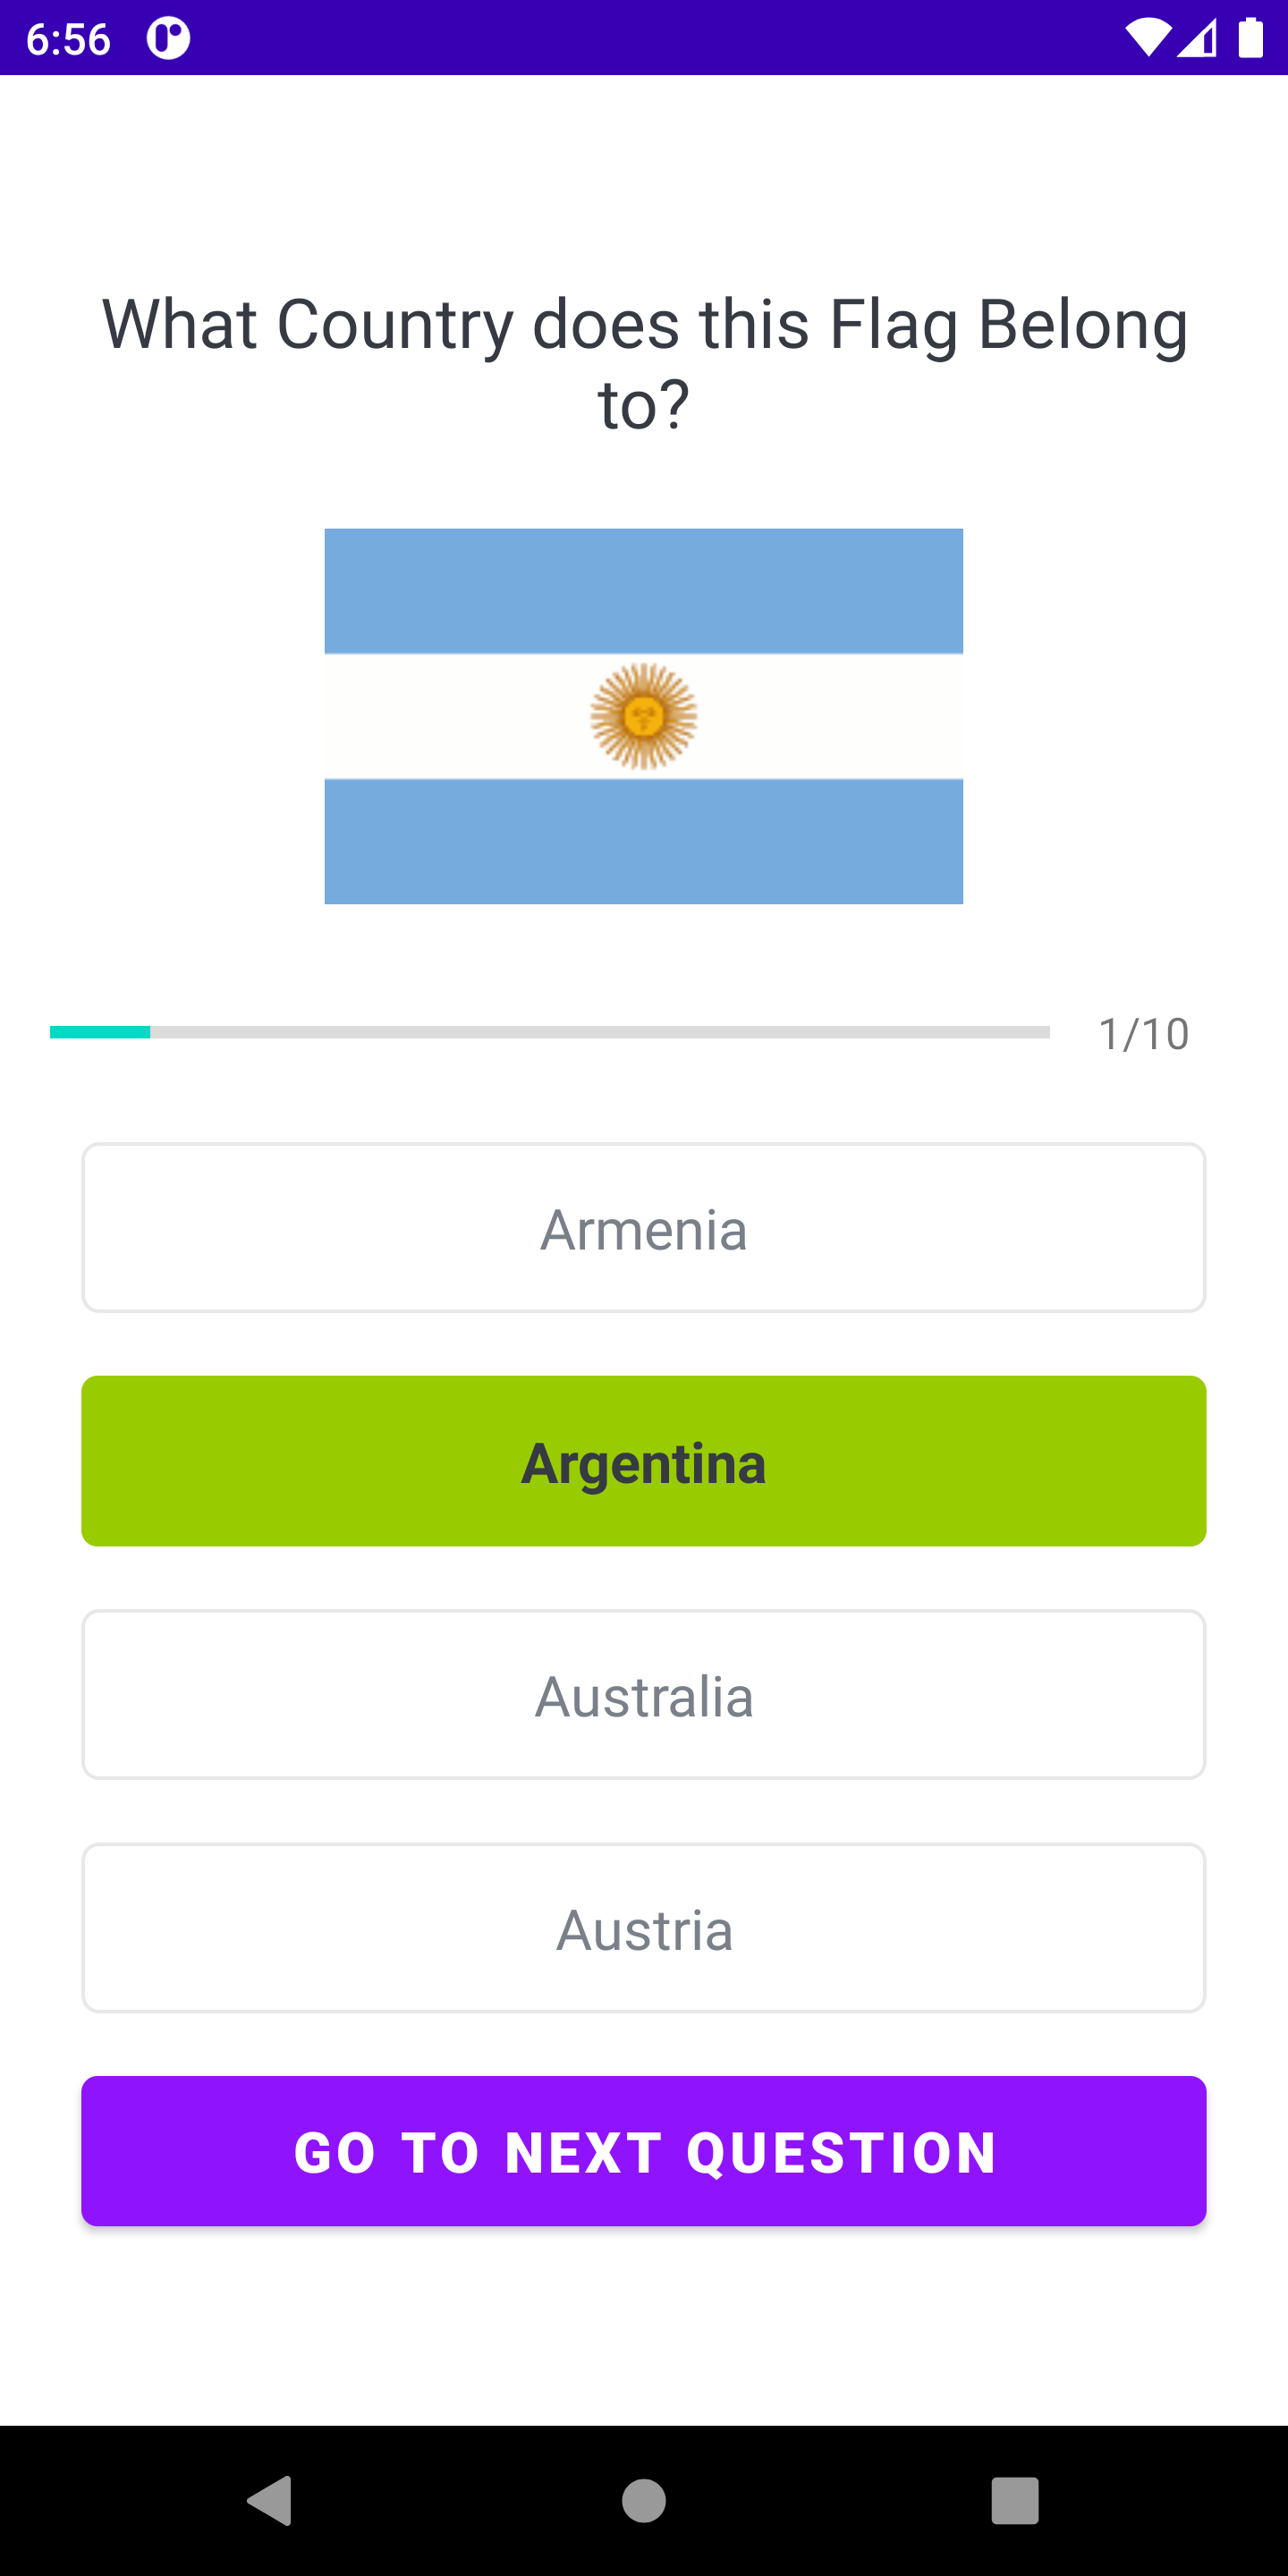 6:56
What Country does this Flag Belong
to?
1/10
Armenia
Argentina
Australia
Austria
GO TO NEXT QUESTION